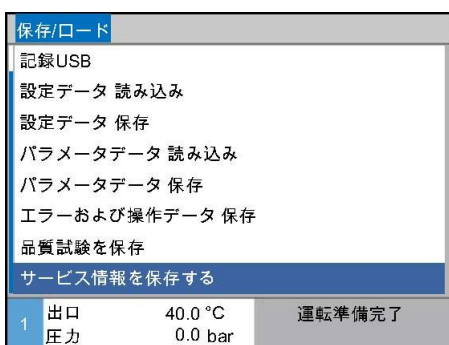 保存/ロード
記録USB
設定データ 読み込み
設定データ 保存
パラメータデータ 読み込み
パラメータデータ 保存
エラーおよび操作データ 保存
品質試験を保存
サービス情報を保存する
1 出口 40.0 °C 運転準備完了
圧力 0.0 bar